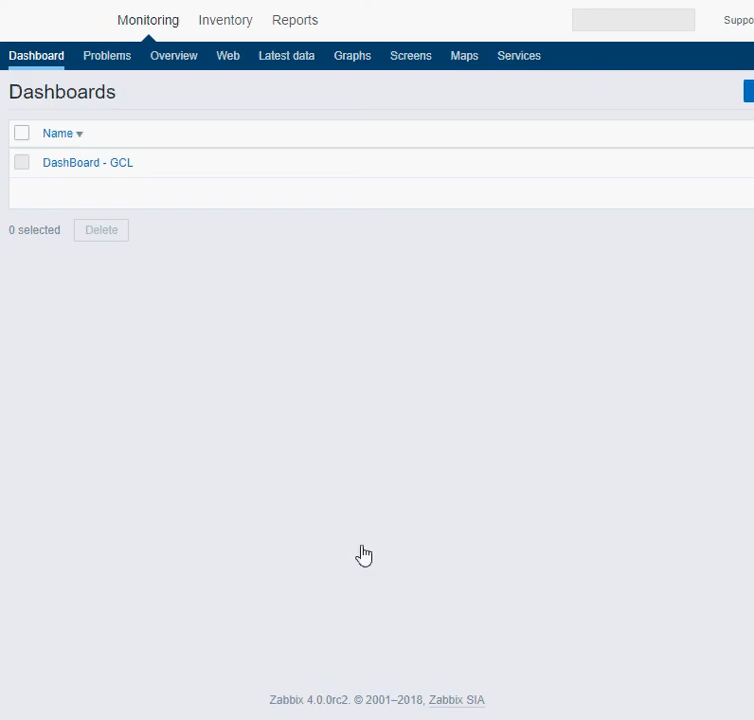 Monitoring Inventory Reports
Dashboard Problems Overview Web Latest data Graphs Screens Maps Services
Dashboards
Name
DashBoard - GCL
0 selected Delete
Zabbix 4.0.0rc2. © 2001–2018, Zabbix SIA